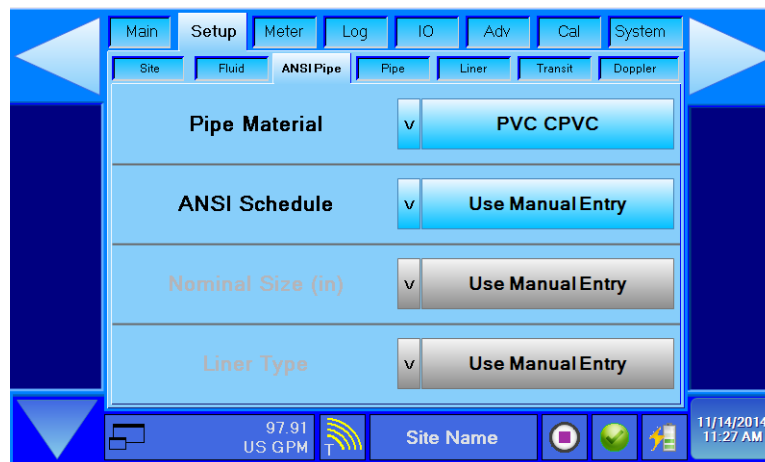 Main Setup Meter Log IO Adv Cal System
Site Fluid ANSI Pipe Pipe Liner Transit Doppler
Pipe Material v PVC CPVC
ANSI Schedule v Use Manual Entry
Nominal Size (in) v Use Manual Entry
Liner Type v Use Manual Entry
97.91
US GPM
T
Site Name
11/14/2014
11:27 AM